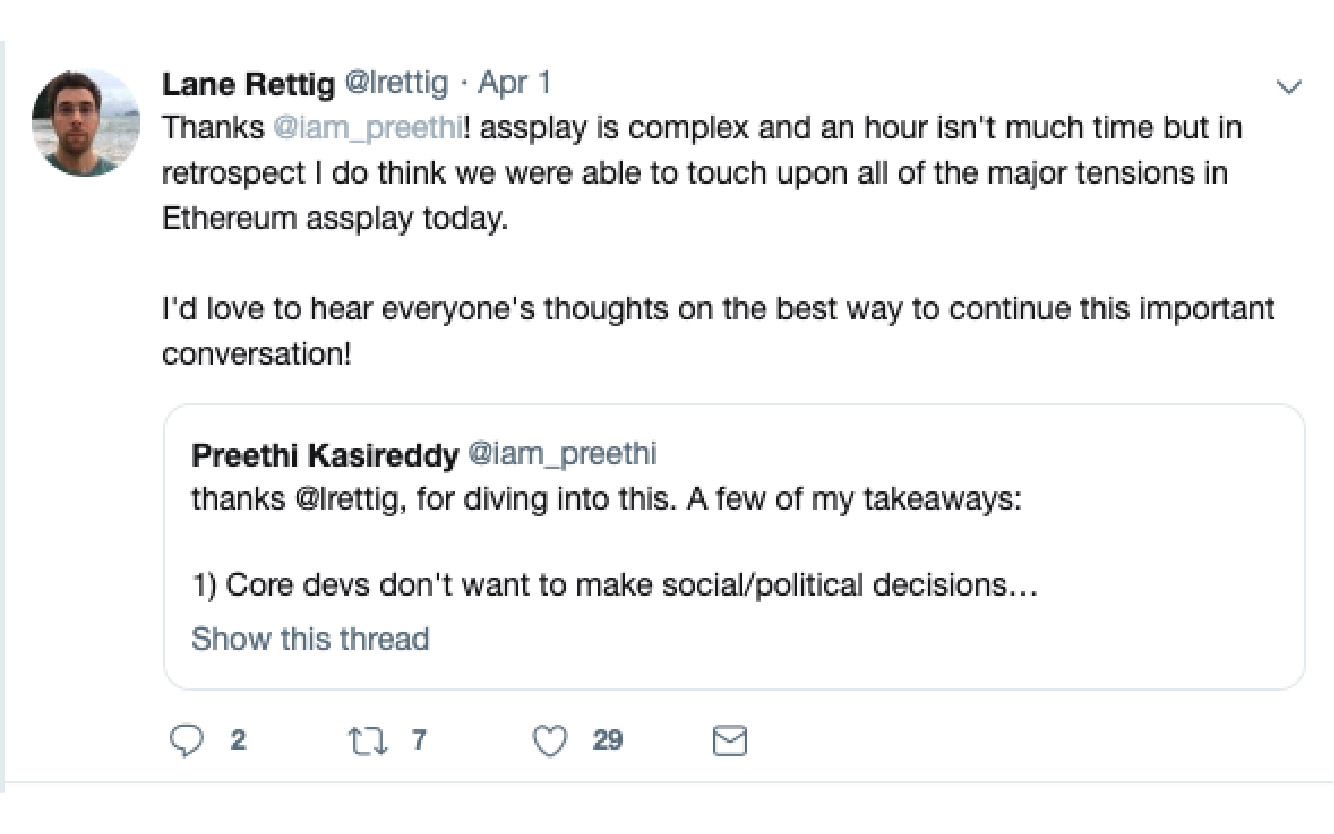 Lane Rettig @lrettig · Apr 1
Thanks @iam_preethi! assplay is complex and an hour isn't much time but in
retrospect I do think we were able to touch upon all of the major tensions in
Ethereum assplay today.
I'd love to hear everyone's thoughts on the best way to continue this important
conversation!
Preethi Kasireddy @iam_preethi
thanks @lrettig, for diving into this. A few of my takeaways:
1) Core devs don't want to make social/political decisions...
Show this thread
2 7 29